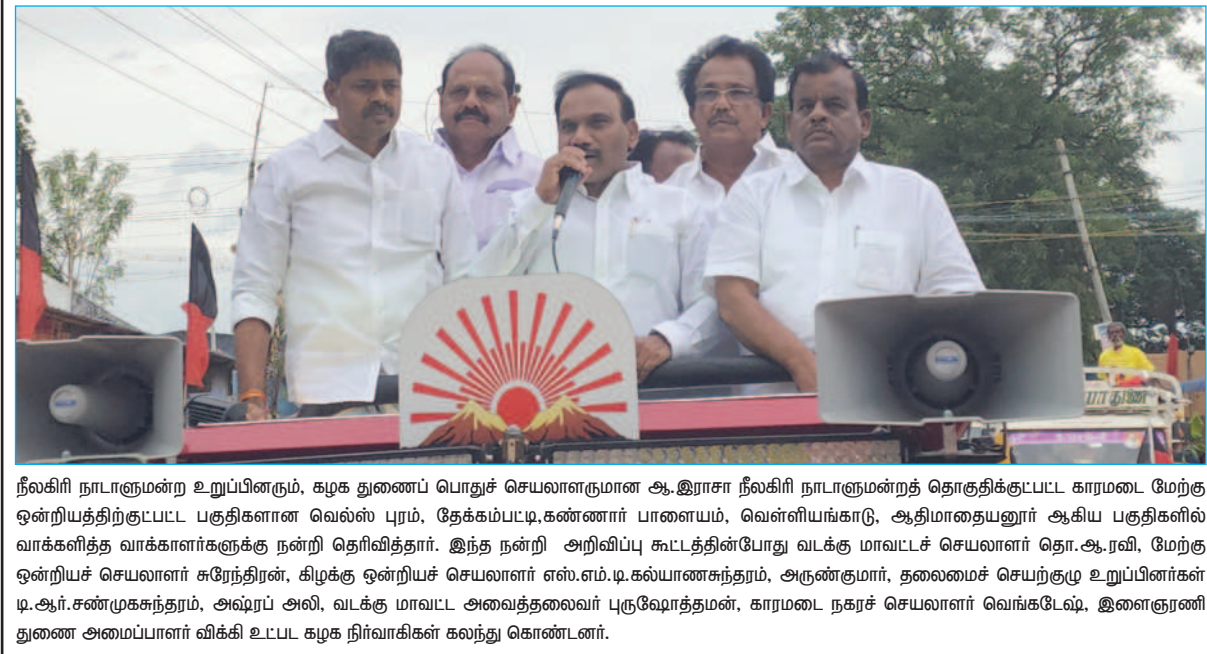 பா துணை
நீலகிரி நாடாளுமன்ற உறுப்பினரும், கழக துணைப் பொதுச் செயலாளருமான ஆ.இராசா நீலகிரி நாடாளுமன்றத் தொகுதிக்குட்பட்ட காரமடை மேற்கு
ஒன்றியத்திற்குட்பட்ட பகுதிகளான வெல்ஸ் புரம், தேக்கம்பட்டி,கண்ணார் பாளையம், வெள்ளியங்காடு, ஆதிமாதையனூர் ஆகிய பகுதிகளில்
வாக்களித்த வாக்காளர்களுக்கு நன்றி தெரிவித்தார். இந்த நன்றி அறிவிப்பு கூட்டத்தின்போது வடக்கு மாவட்டச் செயலாளர் தொ.ஆ.ரவி, மேற்கு
ஒன்றியச் செயலாளர் சுரேந்திரன், கிழக்கு ஒன்றியச் செயலாளர் எஸ்.எம்.டி.கல்யாணசுந்தரம், அருண்குமார், தலைமைச் செயற்குழு உறுப்பினர்கள்
டி.ஆர்.சண்முகசுந்தரம், அஷ்ரப் அலி, வடக்கு மாவட்ட அவைத்தலைவர் புருஷோத்தமன், காரமடை நகரச் செயலாளர் வெங்கடேஷ், இளைஞரணி
துணை அமைப்பாளர் விக்கி உட்பட கழக நிர்வாகிகள் கலந்து கொண்டனர்.